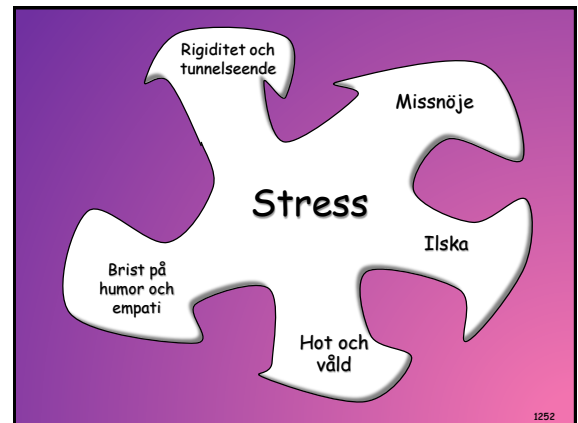 Rigiditet och
tunnelseende
Missnöje
Stress
Ilska
Brist på
humor och
empati
Hot och
våld
1252